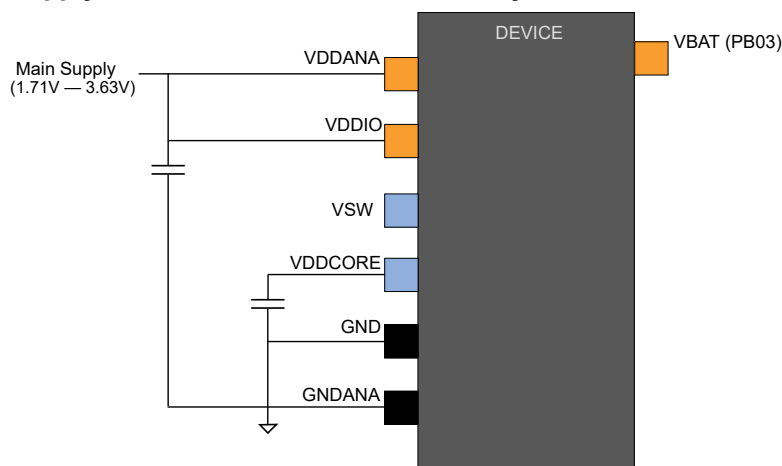 DEVICE
VBAT (PB03)
VDDANA
Main Supply
(1.71V — 3.63V)
VDDIO
VSW
VDDCORE
GND
GNDANA